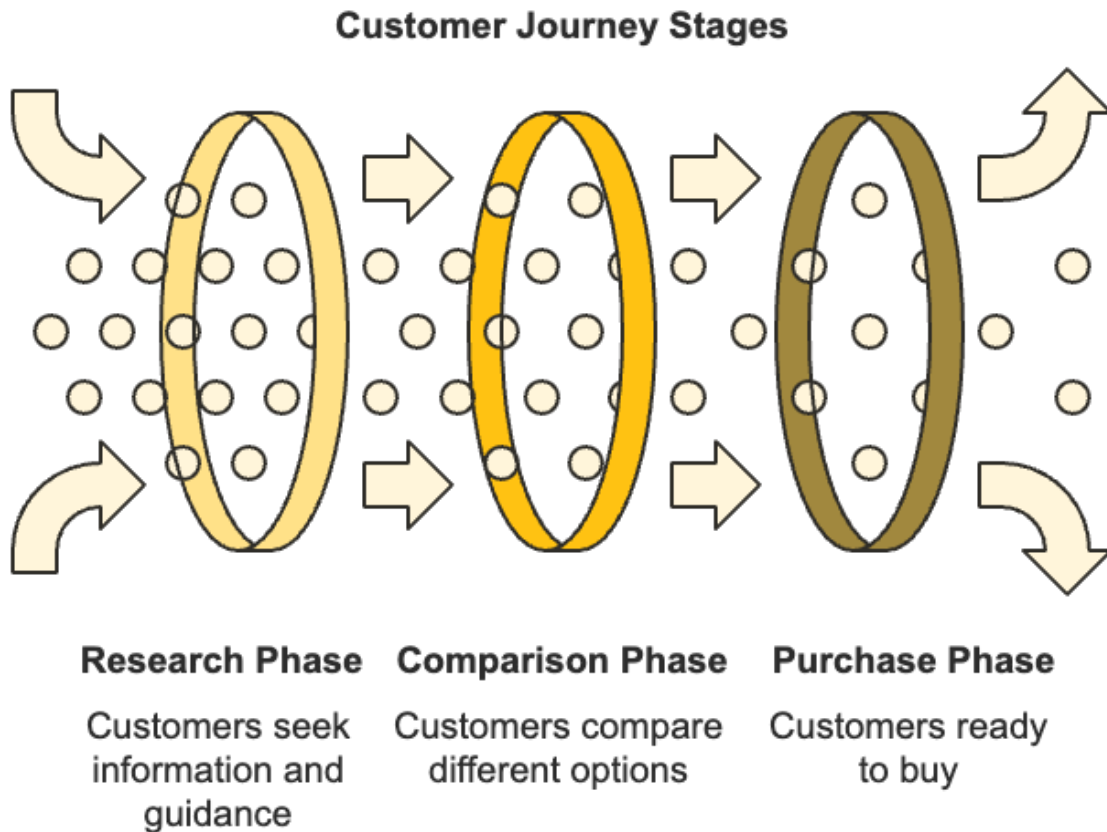 Customer Journey Stages
Research Phase
Customers seek
information and
guidance
Comparison Phase
Customers compare
different options
Purchase Phase
Customers ready
to buy